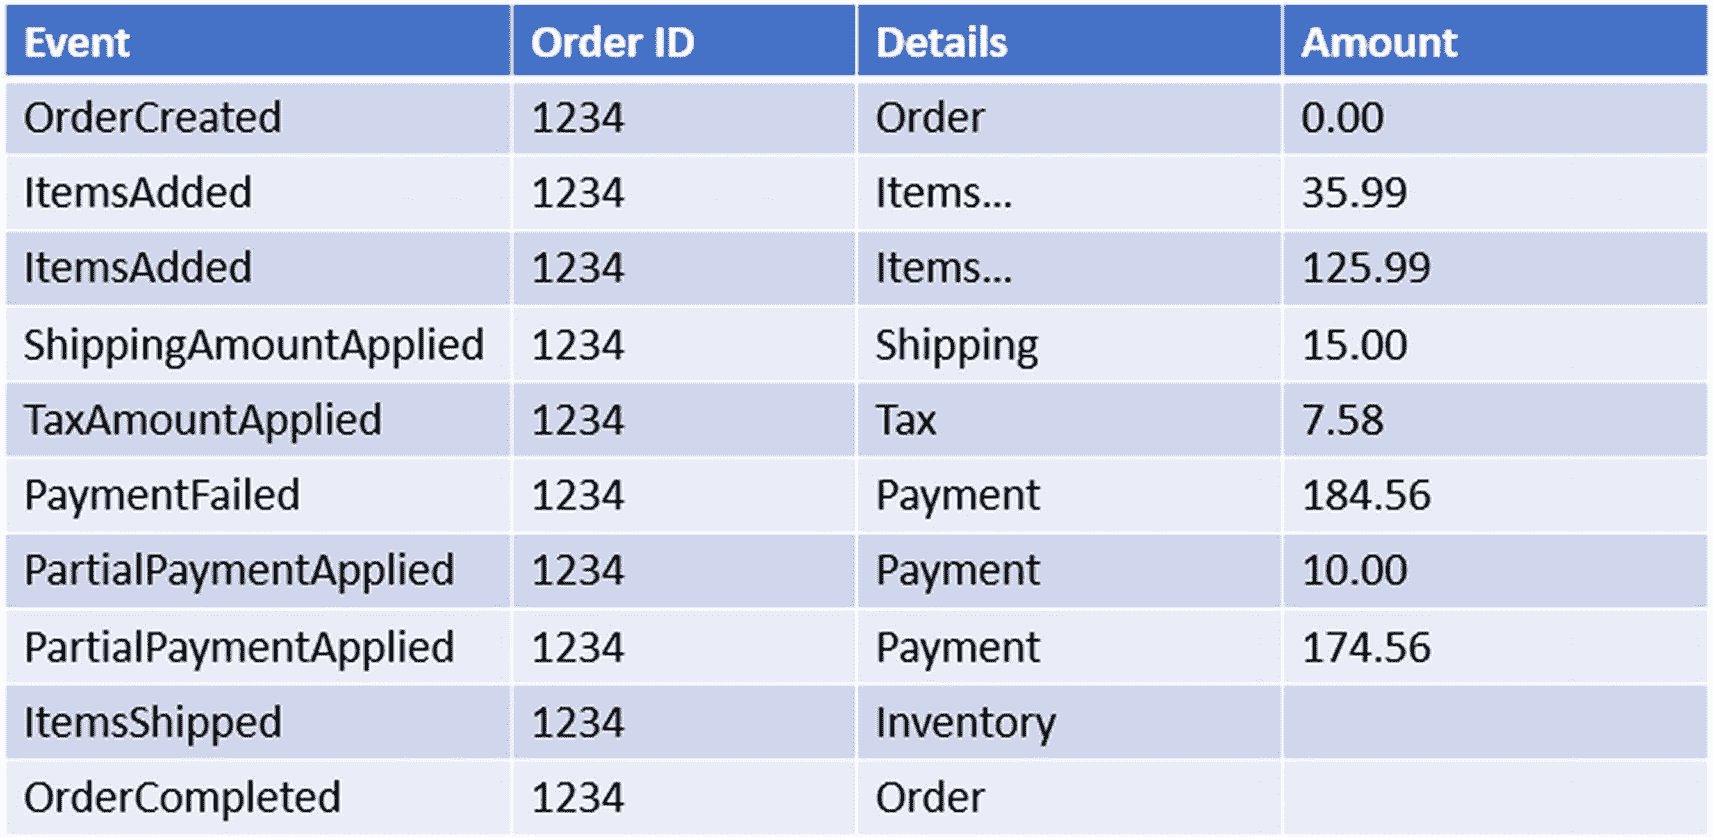 Event Order ID Details Amount
OrderCreated 1234 Order 0.00
ItemsAdded 1234 Items... 35.99
ItemsAdded 1234 Items... 125.99
ShippingAmountApplied 1234 Shipping 15.00
TaxAmountApplied 1234 Tax 7.58
PaymentFailed 1234 Payment 184.56
PartialPaymentApplied 1234 Payment 10.00
PartialPaymentApplied 1234 Payment 174.56
ItemsShipped 1234 Inventory
OrderCompleted 1234 Order